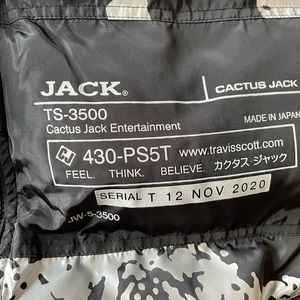 JACK®
CACTUS JACK
TS-3500
Cactus Jack Entertainment
MADE IN JAPAN
430-PS5T www.travisscott.com
FEEL. THINK. BELIEVE. カクタス・ジャック
SERIAL T 12 NOV 2020
JW-S-3500